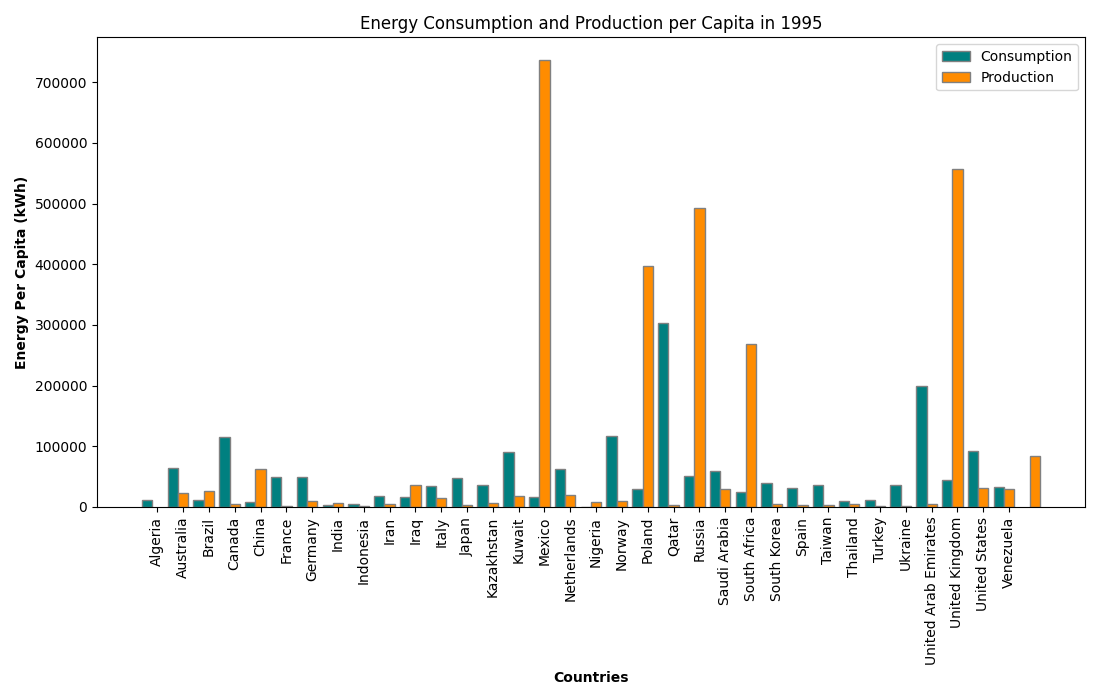 Energy Consumption and Production per Capita in 1995
Consumption
Production
Energy Per Capita (kWh)
700000
600000
500000
400000
300000
200000
100000
0
Algeria
Australia
Brazil
Canada
China
France
Germany
India
Indonesia
Iran
Iraq
Italy
Japan
Kazakhstan
Kuwait
Mexico
Netherlands
Nigeria
Norway
Poland
Qatar
Russia
Saudi Arabia
South Africa
South Korea
Spain
Taiwan
Thailand
Turkey
Ukraine
United Arab Emirates
United Kingdom
United States
Venezuela
Countries